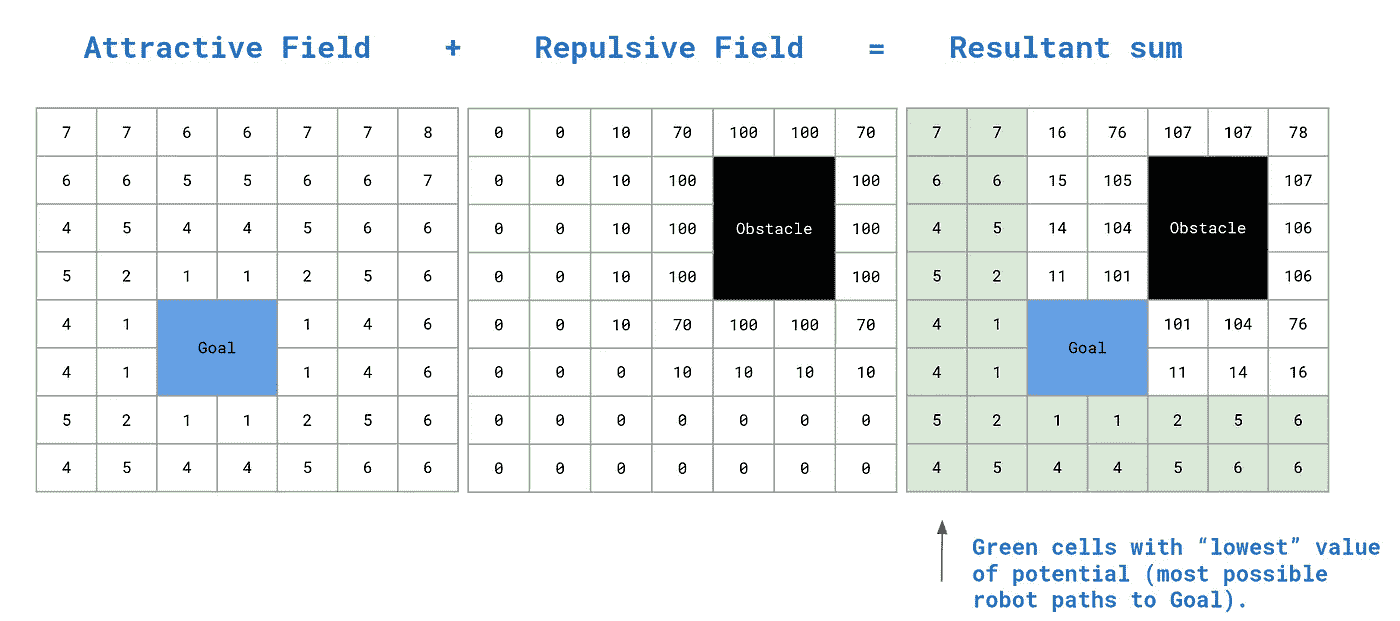 Attractive Field + Repulsive Field = Resultant sum
7 7 6 6 7 7 8 0 0 10 70 100 100 70 7 7 16 76 107 107 78
6 6 5 5 6 6 7 0 0 10 100 100 6 6 15 105 107
4 5 4 4 5 6 6 0 0 10 100 Obstacle 100 4 5 14 104 Obstacle 106
5 2 1 1 2 5 6 0 0 10 100 100 5 2 11 101 106
4 1 1 4 6 0 0 10 70 100 100 70 4 1 101 104 76
Goal Goal
4 1 1 4 6 0 0 0 10 10 10 10 4 1 11 14 16
5 2 1 1 2 5 6 0 0 0 0 0 0 0 5 2 1 1 2 5 6
4 5 4 4 5 6 6 0 0 0 0 0 0 0 4 5 4 4 5 6 6
Green cells with “lowest” value
of potential (most possible
robot paths to Goal).